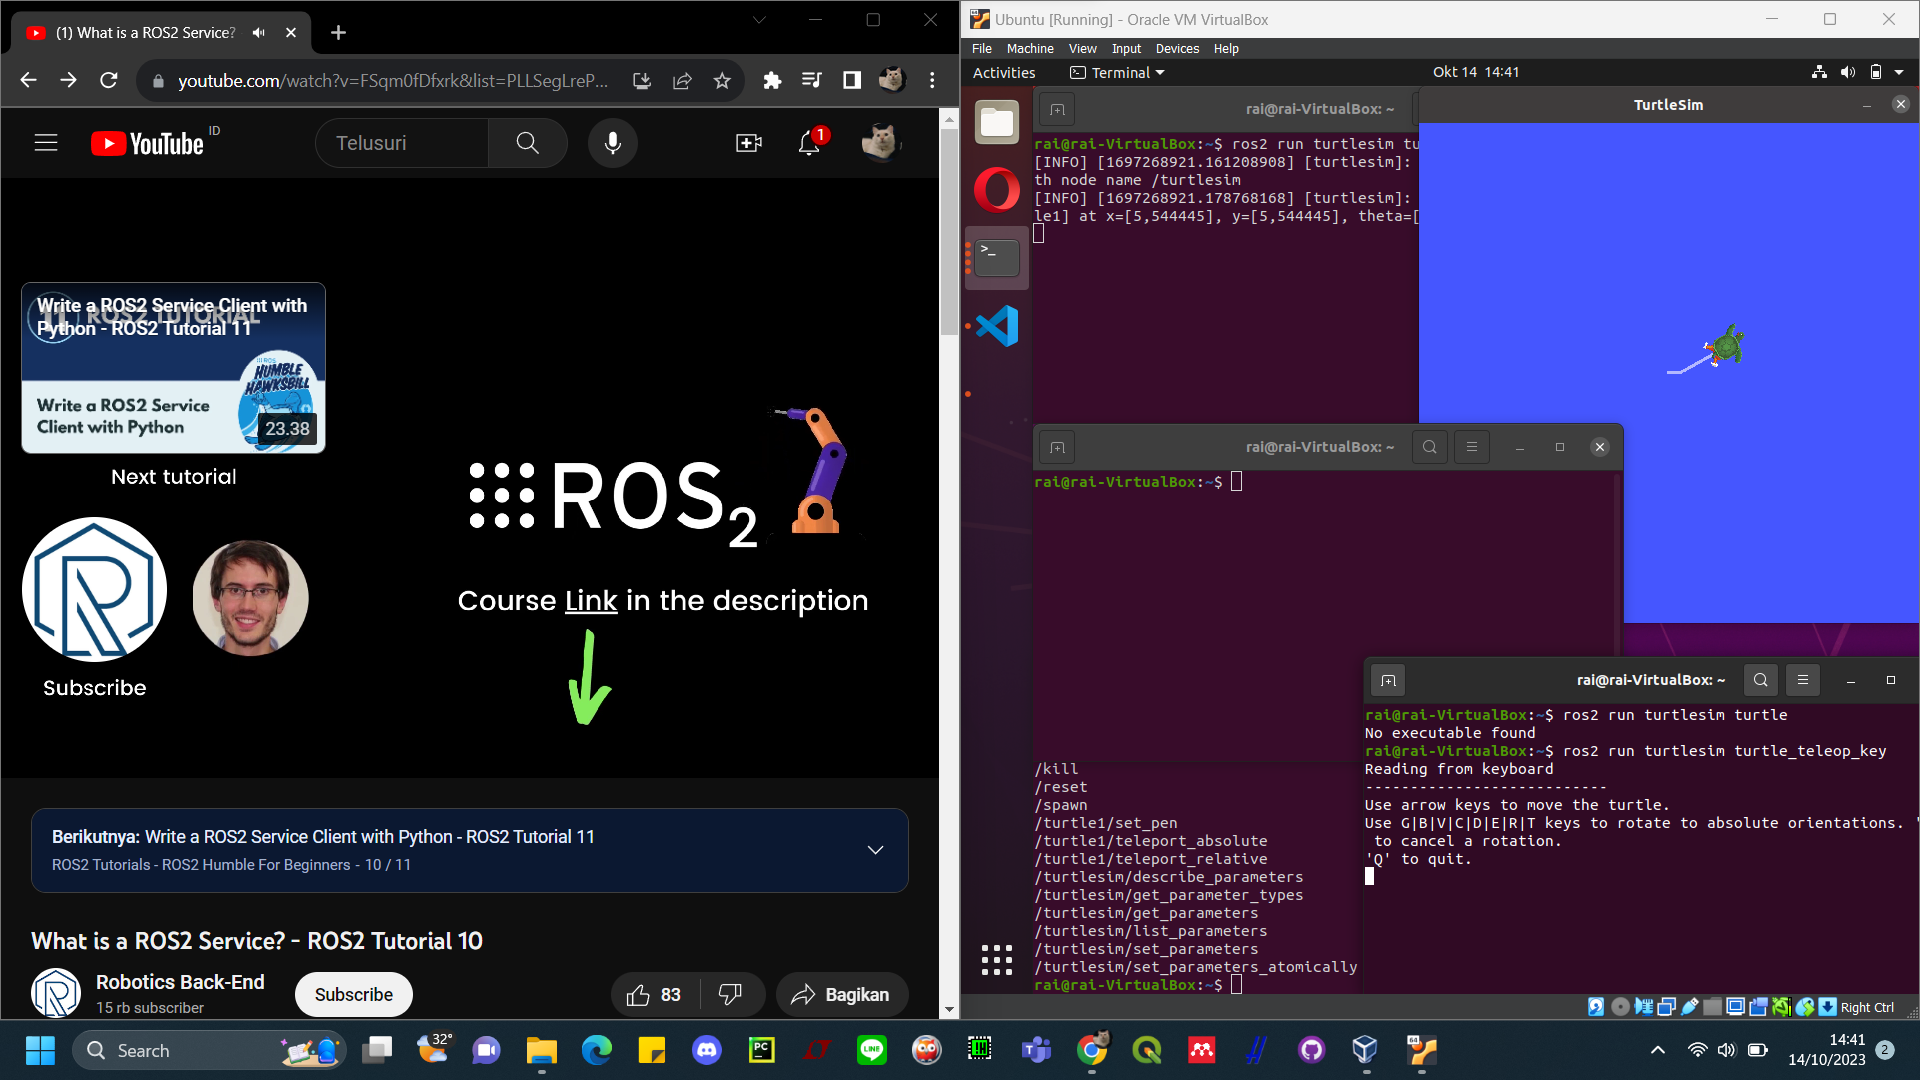 (1) What is a ROS2 Service?
youtube.com/watch?v=FSqm0fDfxrk&list=PLLSegLreP...
YouTube ID
Telusuri
1
Write a ROS2 Service Client with
Python - ROS2 Tutorial 11
11 ROS2 TUTORIAL
ROS
HUMBLE
HAWKSBILL
Write a ROS2 Service
Client with Python
23.38
Next tutorial
Subscribe
ROS2
Course Link in the description
Berikutnya: Write a ROS2 Service Client with Python - ROS2 Tutorial 11
ROS2 Tutorials - ROS2 Humble For Beginners - 10 / 11
What is a ROS2 Service? - ROS2 Tutorial 10
Robotics Back-End
15 rb subscriber
Subscribe
83
Bagikan
Ubuntu [Running] - Oracle VM VirtualBox
File Machine View Input Devices Help
Activities
Terminal
Okt 14 14:41
rai@rai-VirtualBox: ~
rai@rai-VirtualBox:~$ ros2 run turtlesim tu
[INFO] [1697268921.161208908] [turtlesim]:
th node name /turtlesim
[INFO] [1697268921.178768168] [turtlesim]:
le1] at x=[5,544445], y=[5,544445], theta=[
TurtleSim
rai@rai-VirtualBox: ~
rai@rai-VirtualBox:~$
/kill
/reset
/spawn
/turtle1/set_pen
/turtle1/teleport_absolute
/turtle1/teleport_relative
/turtlesim/describe_parameters
/turtlesim/get_parameter_types
/turtlesim/get_parameters
/turtlesim/list_parameters
/turtlesim/set_parameters
/turtlesim/set_parameters_atomically
rai@rai-VirtualBox:~$
rai@rai-VirtualBox: ~
rai@rai-VirtualBox:~$ ros2 run turtlesim turtle
No executable found
rai@rai-VirtualBox:~$ ros2 run turtlesim turtle_teleop_key
Reading from keyboard
---------------------------
Use arrow keys to move the turtle.
Use G|B|V|C|D|E|R|T keys to rotate to absolute orientations. '
to cancel a rotation.
'Q' to quit.
Right Ctrl
Search
32°
PC
LT
LINE
64
14:41
14/10/2023
2